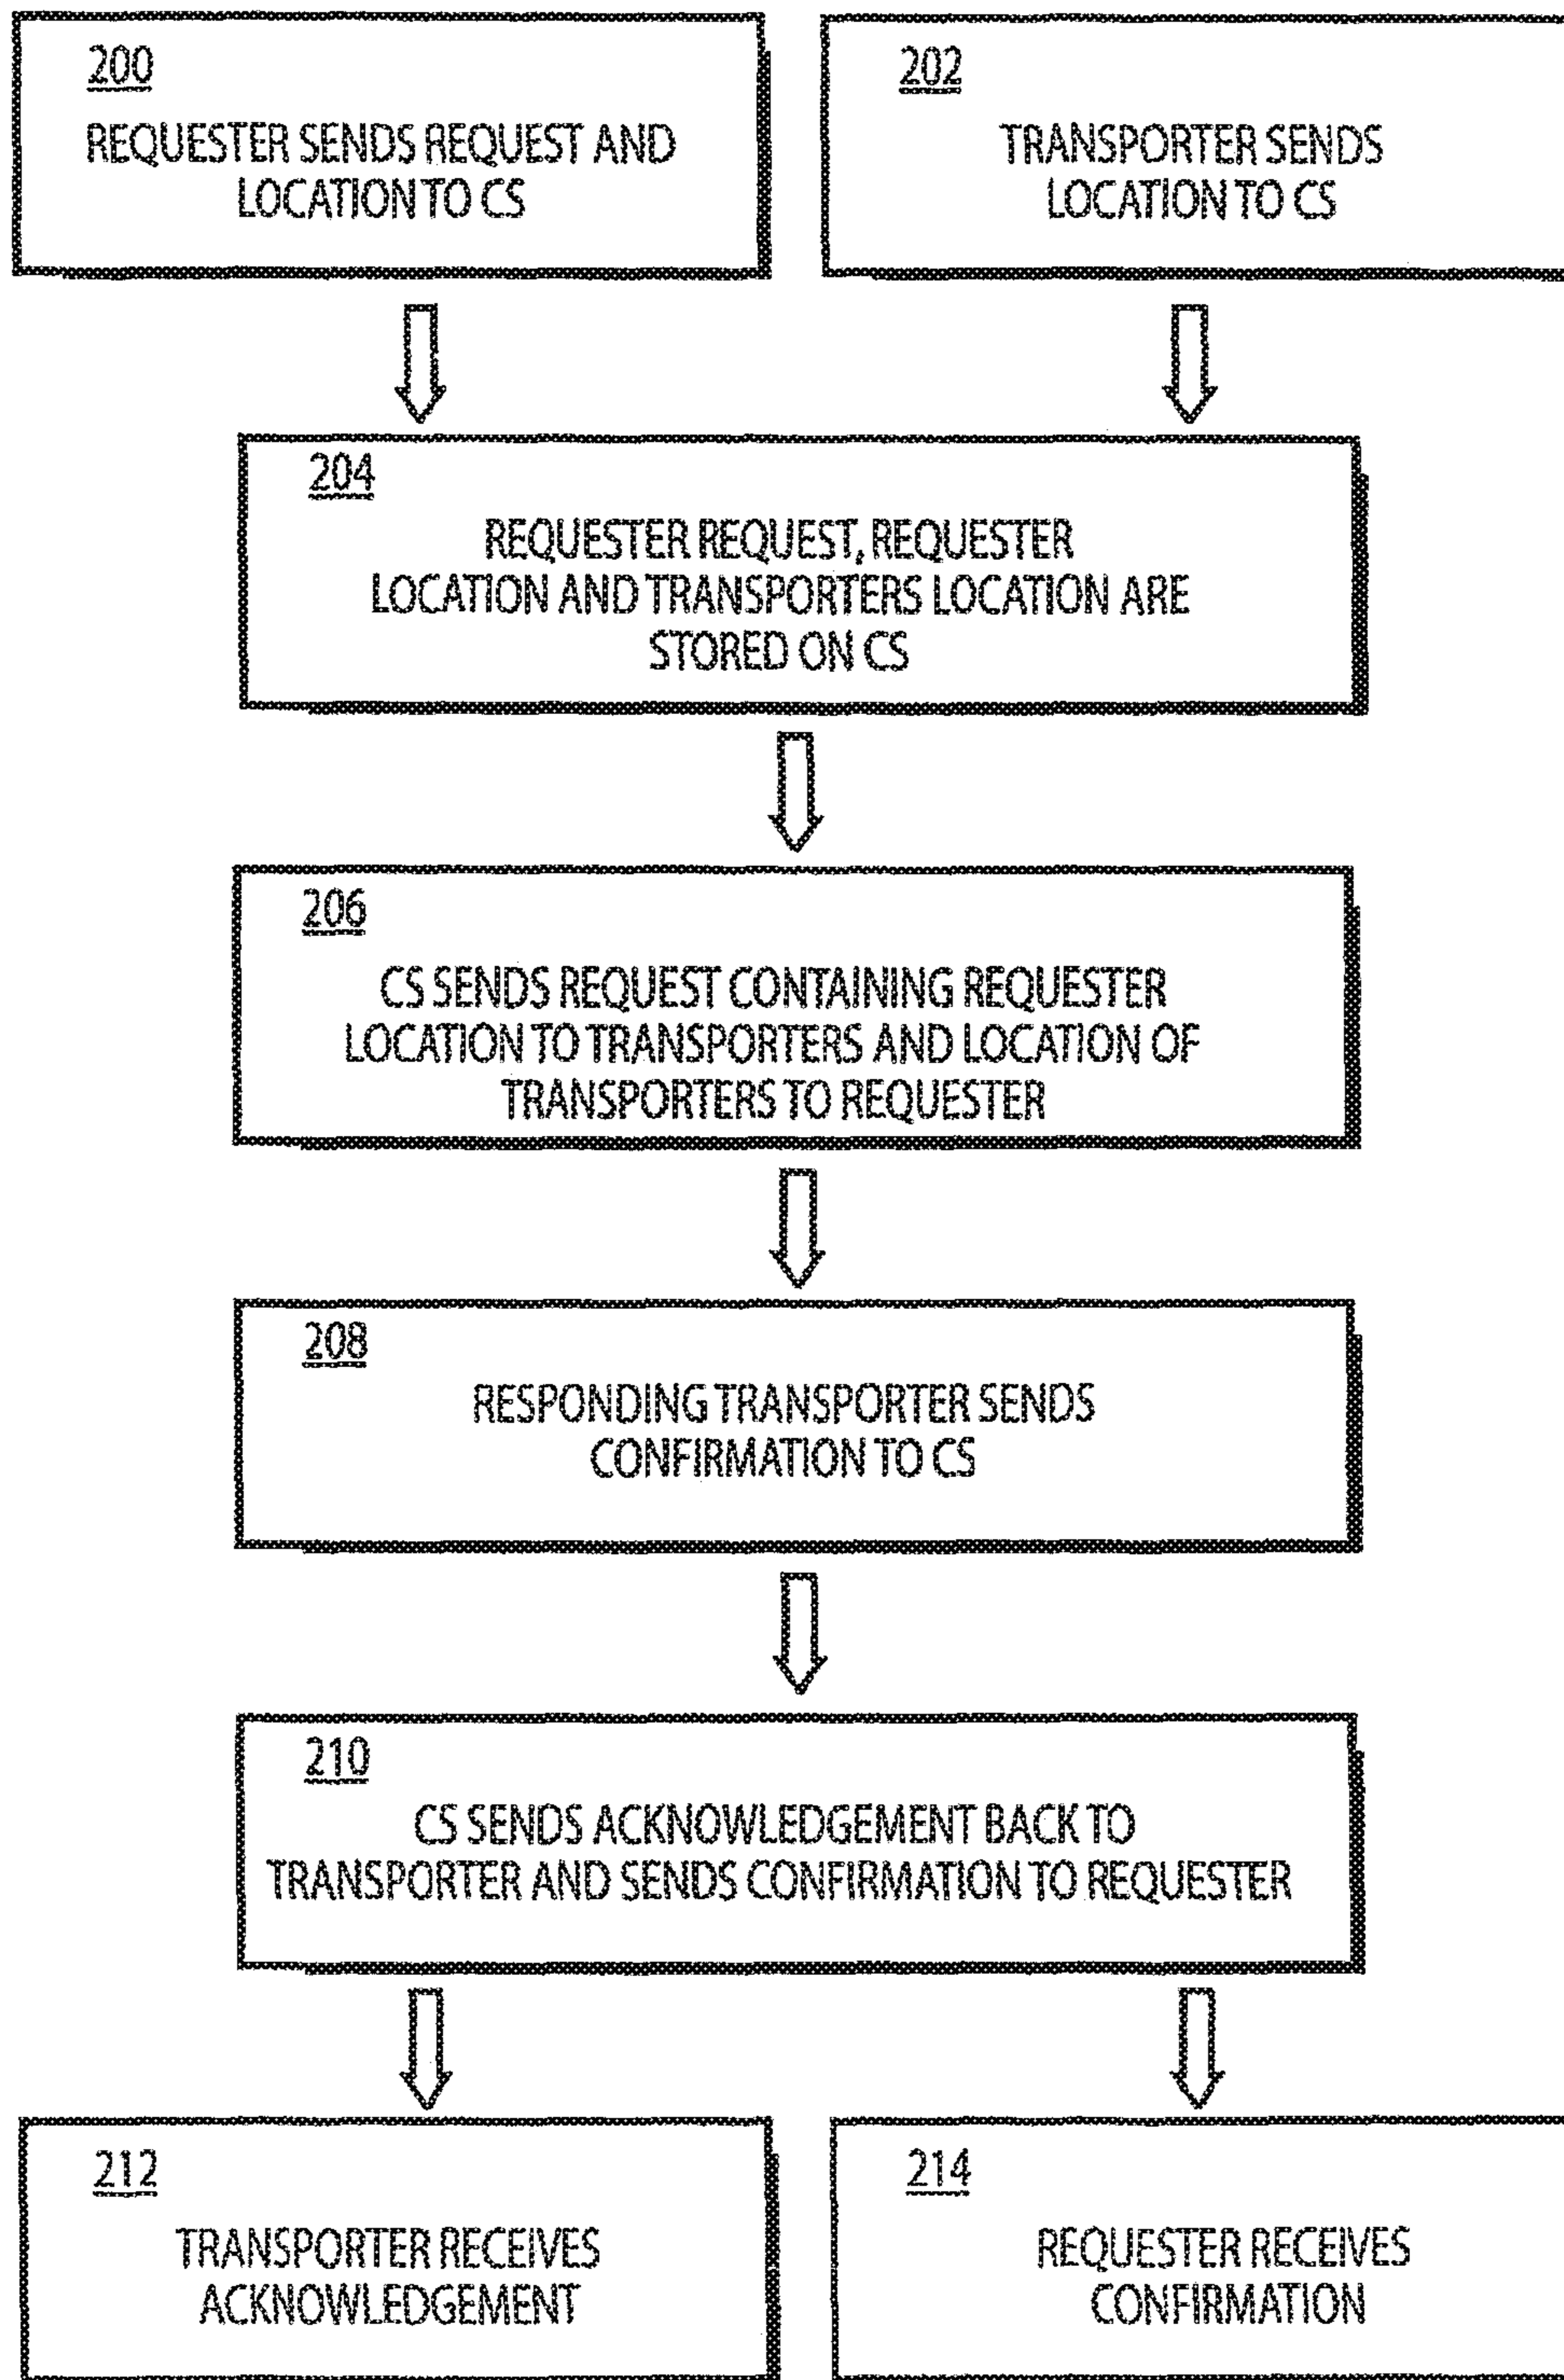 200
REQUESTER SENDS REQUEST AND
LOCATION TO CS
202
TRANSPORTER SENDS
LOCATION TO CS
204
REQUESTER REQUEST, REQUESTER
LOCATION AND TRANSPORTERS LOCATION ARE
STORED ON CS
206
CS SENDS REQUEST CONTAINING REQUESTER
LOCATION TO TRANSPORTERS AND LOCATION OF
TRANSPORTERS TO REQUESTER
208
RESPONDING TRANSPORTER SENDS
CONFIRMATION TO CS
210
CS SENDS ACKNOWLEDGEMENT BACK TO
TRANSPORTER AND SENDS CONFIRMATION TO REQUESTER
212
TRANSPORTER RECEIVES
ACKNOWLEDGEMENT
214
REQUESTER RECEIVES
CONFIRMATION